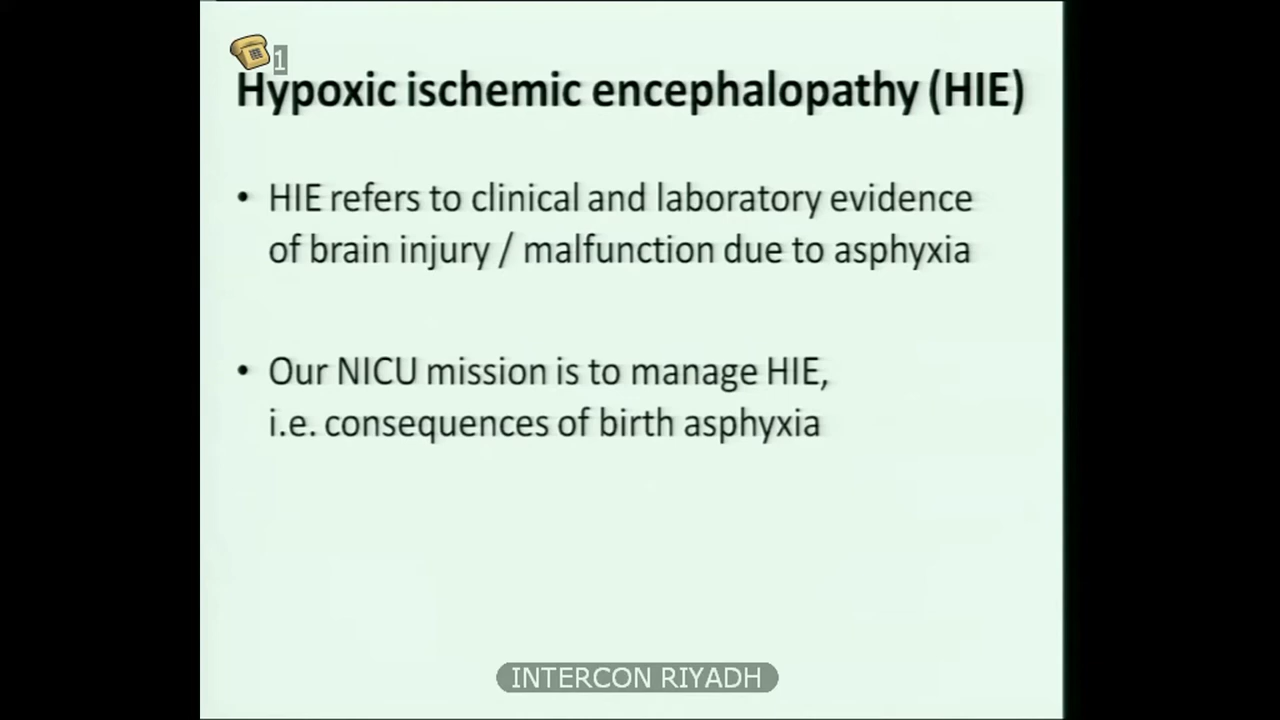 1
Hypoxic ischemic encephalopathy (HIE)
• HIE refers to clinical and laboratory evidence
of brain injury / malfunction due to asphyxia
• Our NICU mission is to manage HIE,
i.e. consequences of birth asphyxia
INTERCON RIYADH